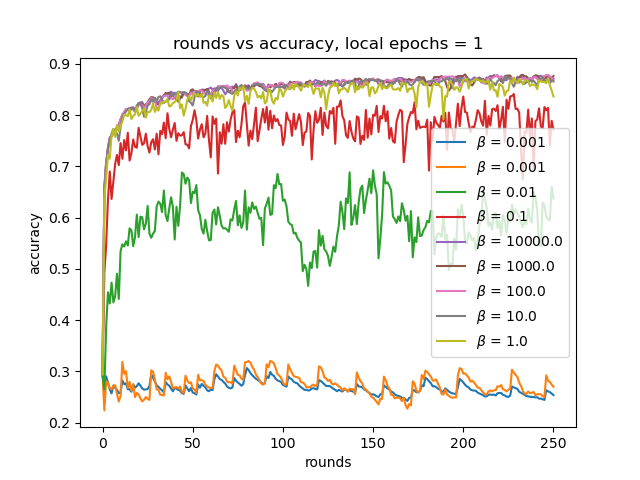 rounds vs accuracy, local epochs = 1
0.9
0.8
0.7
0.6
0.5
0.4
0.3
0.2
accuracy
β = 0.001
β = 0.001
β = 0.01
β = 0.1
β = 10000.0
β = 1000.0
β = 100.0
β = 10.0
β = 1.0
0 50 100 150 200 250
rounds